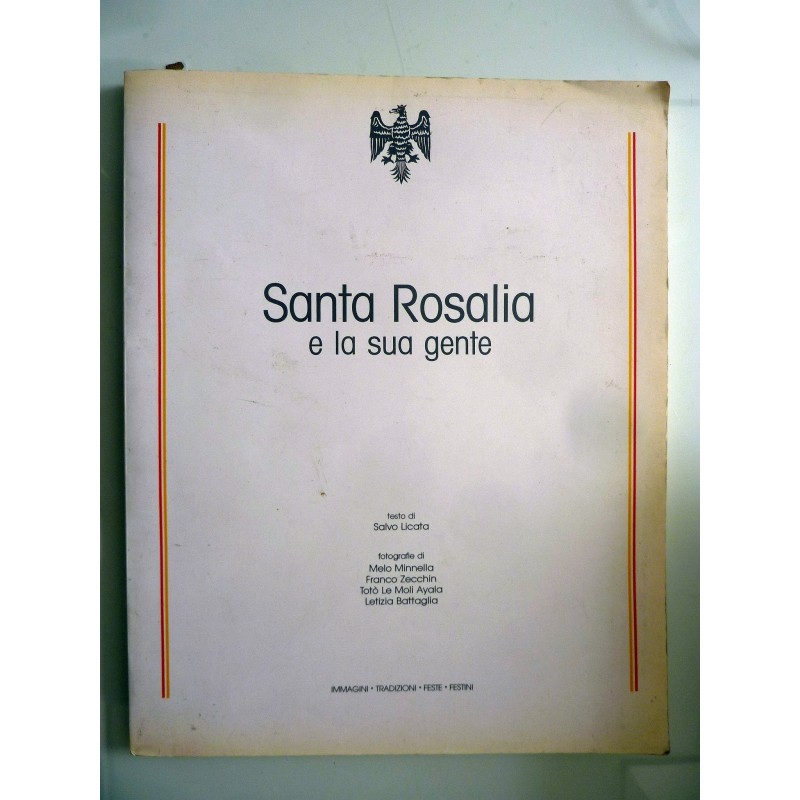 Santa Rosalia
e la sua gente
testo di
Salvo Licata
fotografie di
Melo Minnella
Franco Zecchin
Totò Le Moli Ayala
Letizia Battaglia
IMMAGINI • TRADIZIONI • FESTE • FESTINI